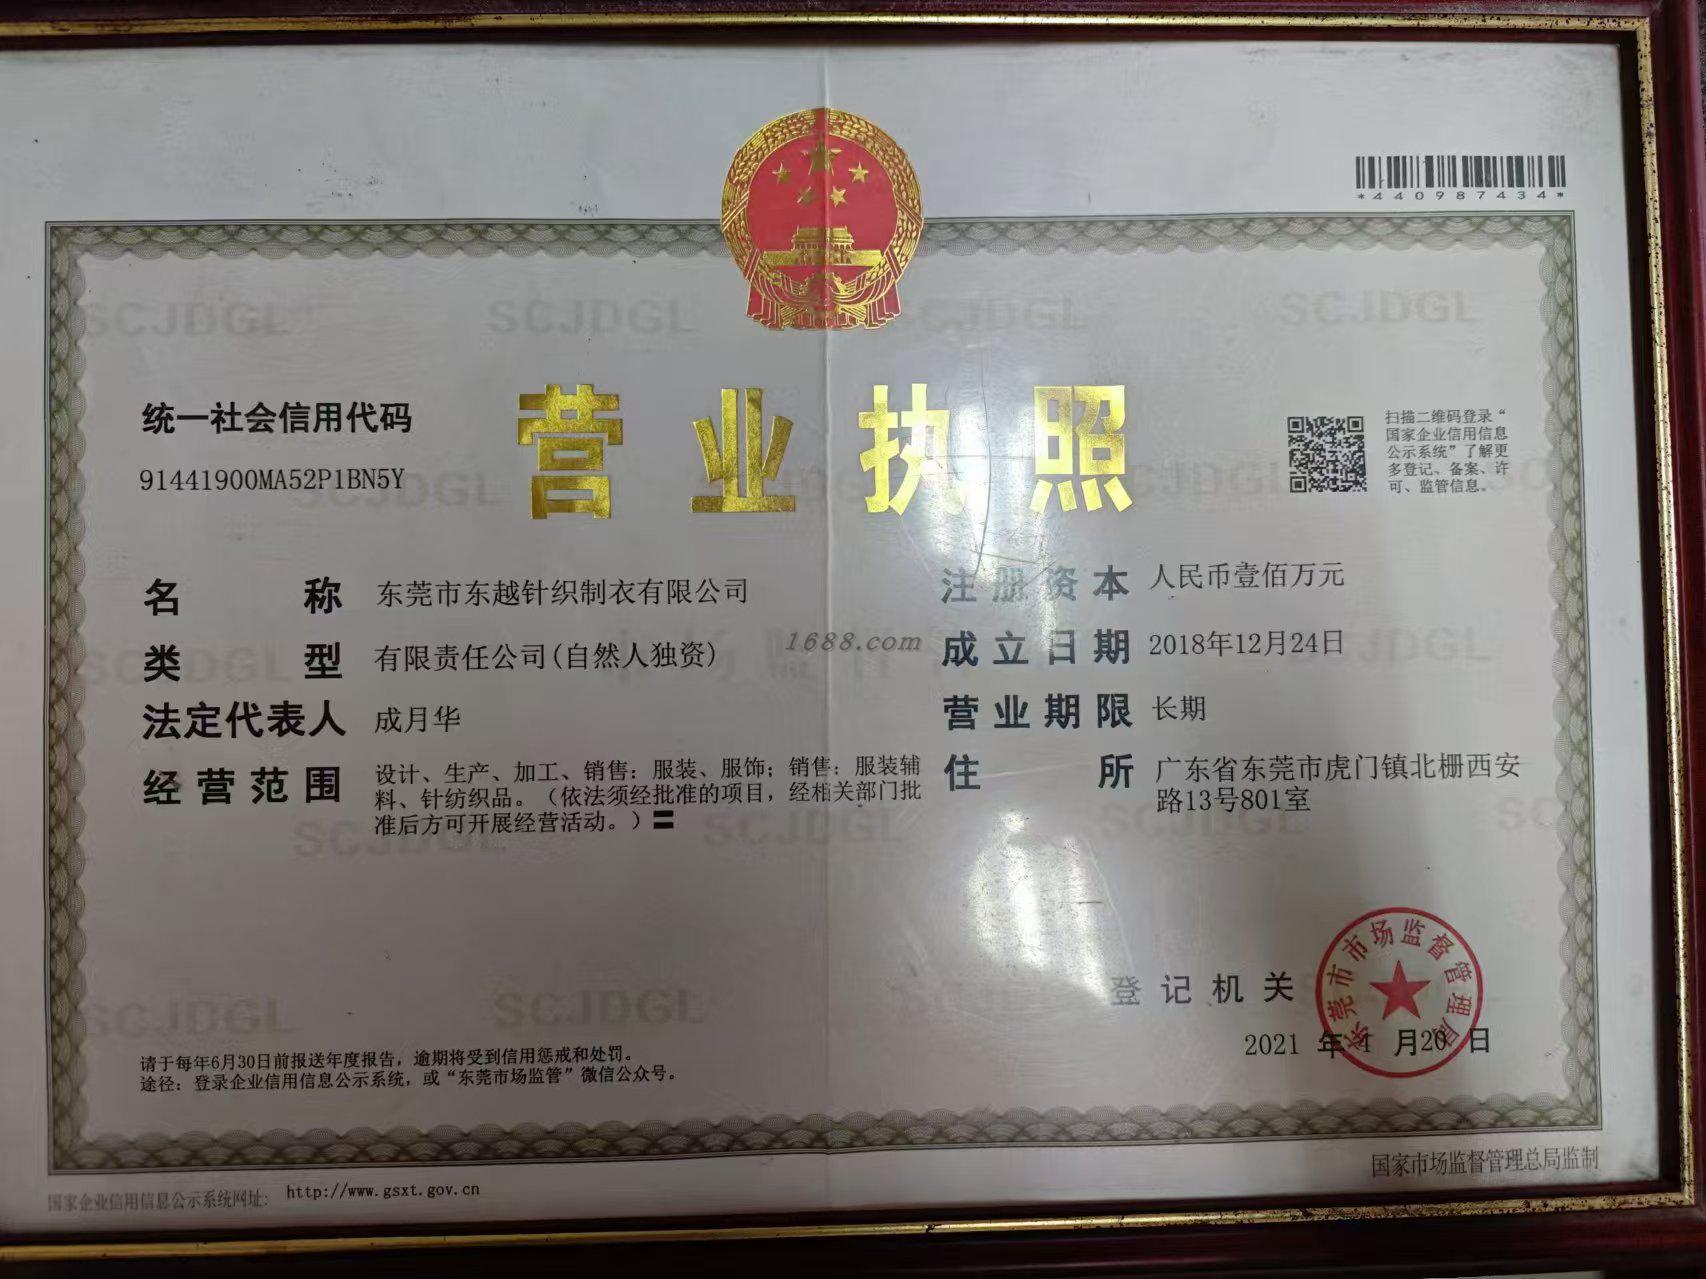 *440987434*
统一社会信用代码
91441900MA52P1BN5Y
营业执照
扫描二维码登录“
国家企业信用信息
公示系统”了解更
多登记、备案、许
可、监管信息。
名称 东莞市东越针织制衣有限公司
类型 有限责任公司(自然人独资)
法定代表人 成月华
经营范围 设计、生产、加工、销售：服装、服饰；销售：服装辅
料、针纺织品。（依法须经批准的项目，经相关部门批
准后方可开展经营活动。）〓
注册资本 人民币壹佰万元
成立日期 2018年12月24日
营业期限 长期
住所 广东省东莞市虎门镇北栅西安
路13号801室
1688.com
登记机关
东莞市市场监督管理局
2021 年 4 月 20 日
请于每年6月30日前报送年度报告，逾期将受到信用惩戒和处罚。
途径：登录企业信用信息公示系统，或“东莞市场监管”微信公众号。
国家企业信用信息公示系统网址： http://www.gsxt.gov.cn
国家市场监督管理总局监制
SCJDGL